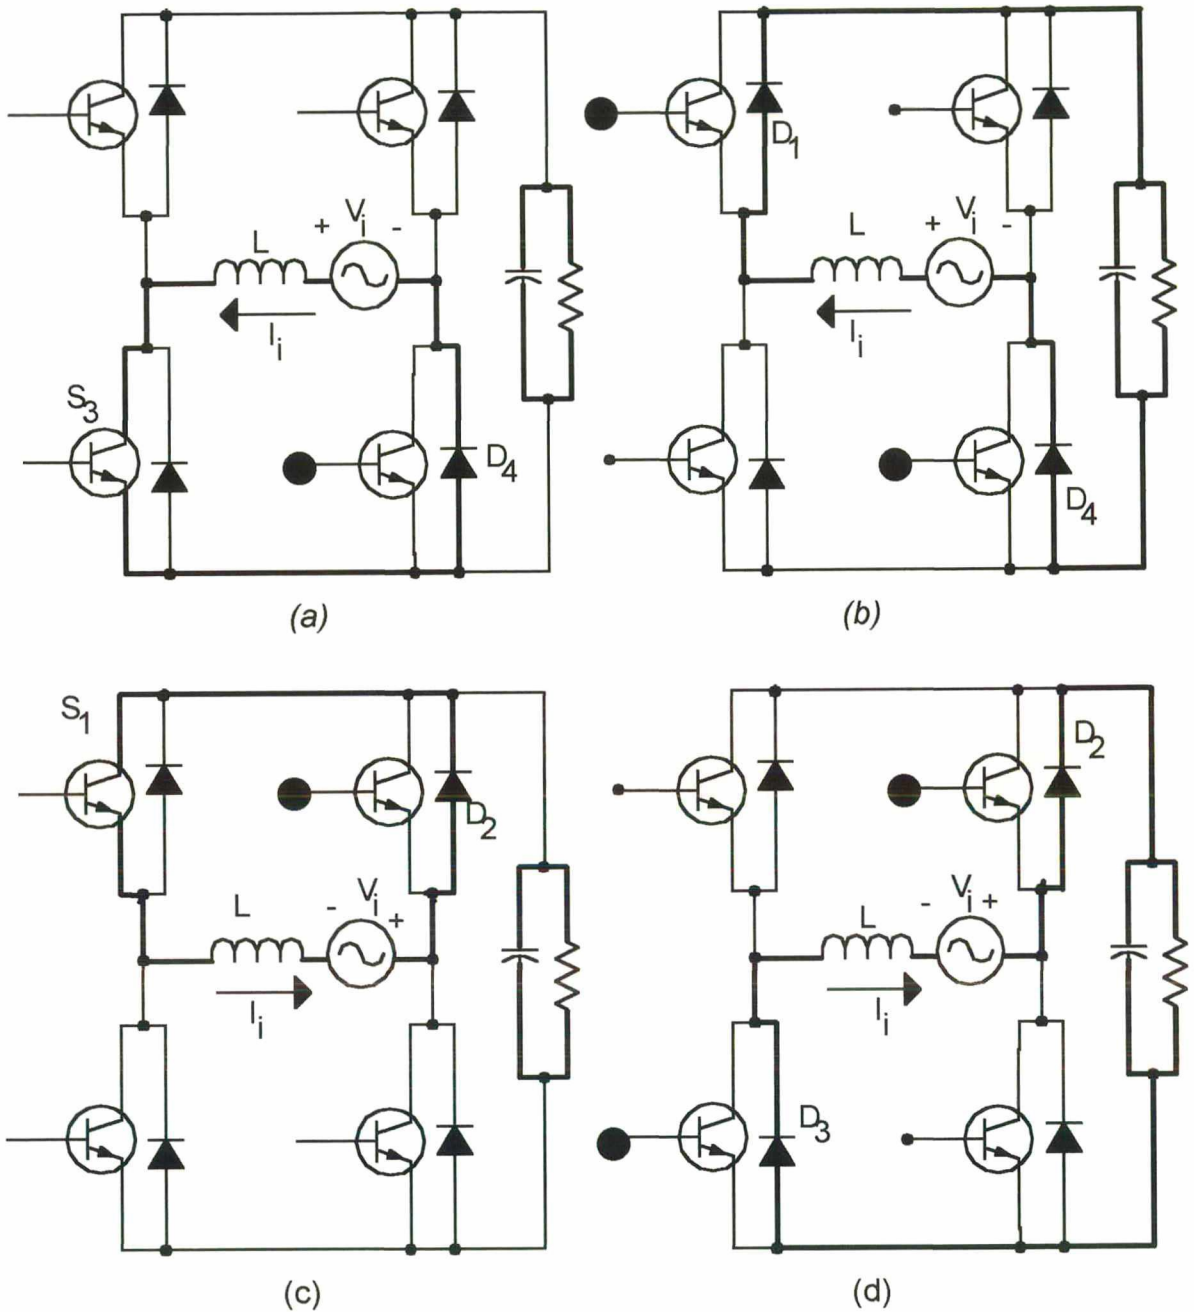 D1
+ Vi -
L
Ii
S3
D4
(a)
+ Vi -
L
Ii
D4
(b)
S1
D2
L
- Vi +
Ii
(c)
D2
L
- Vi +
Ii
D3
(d)